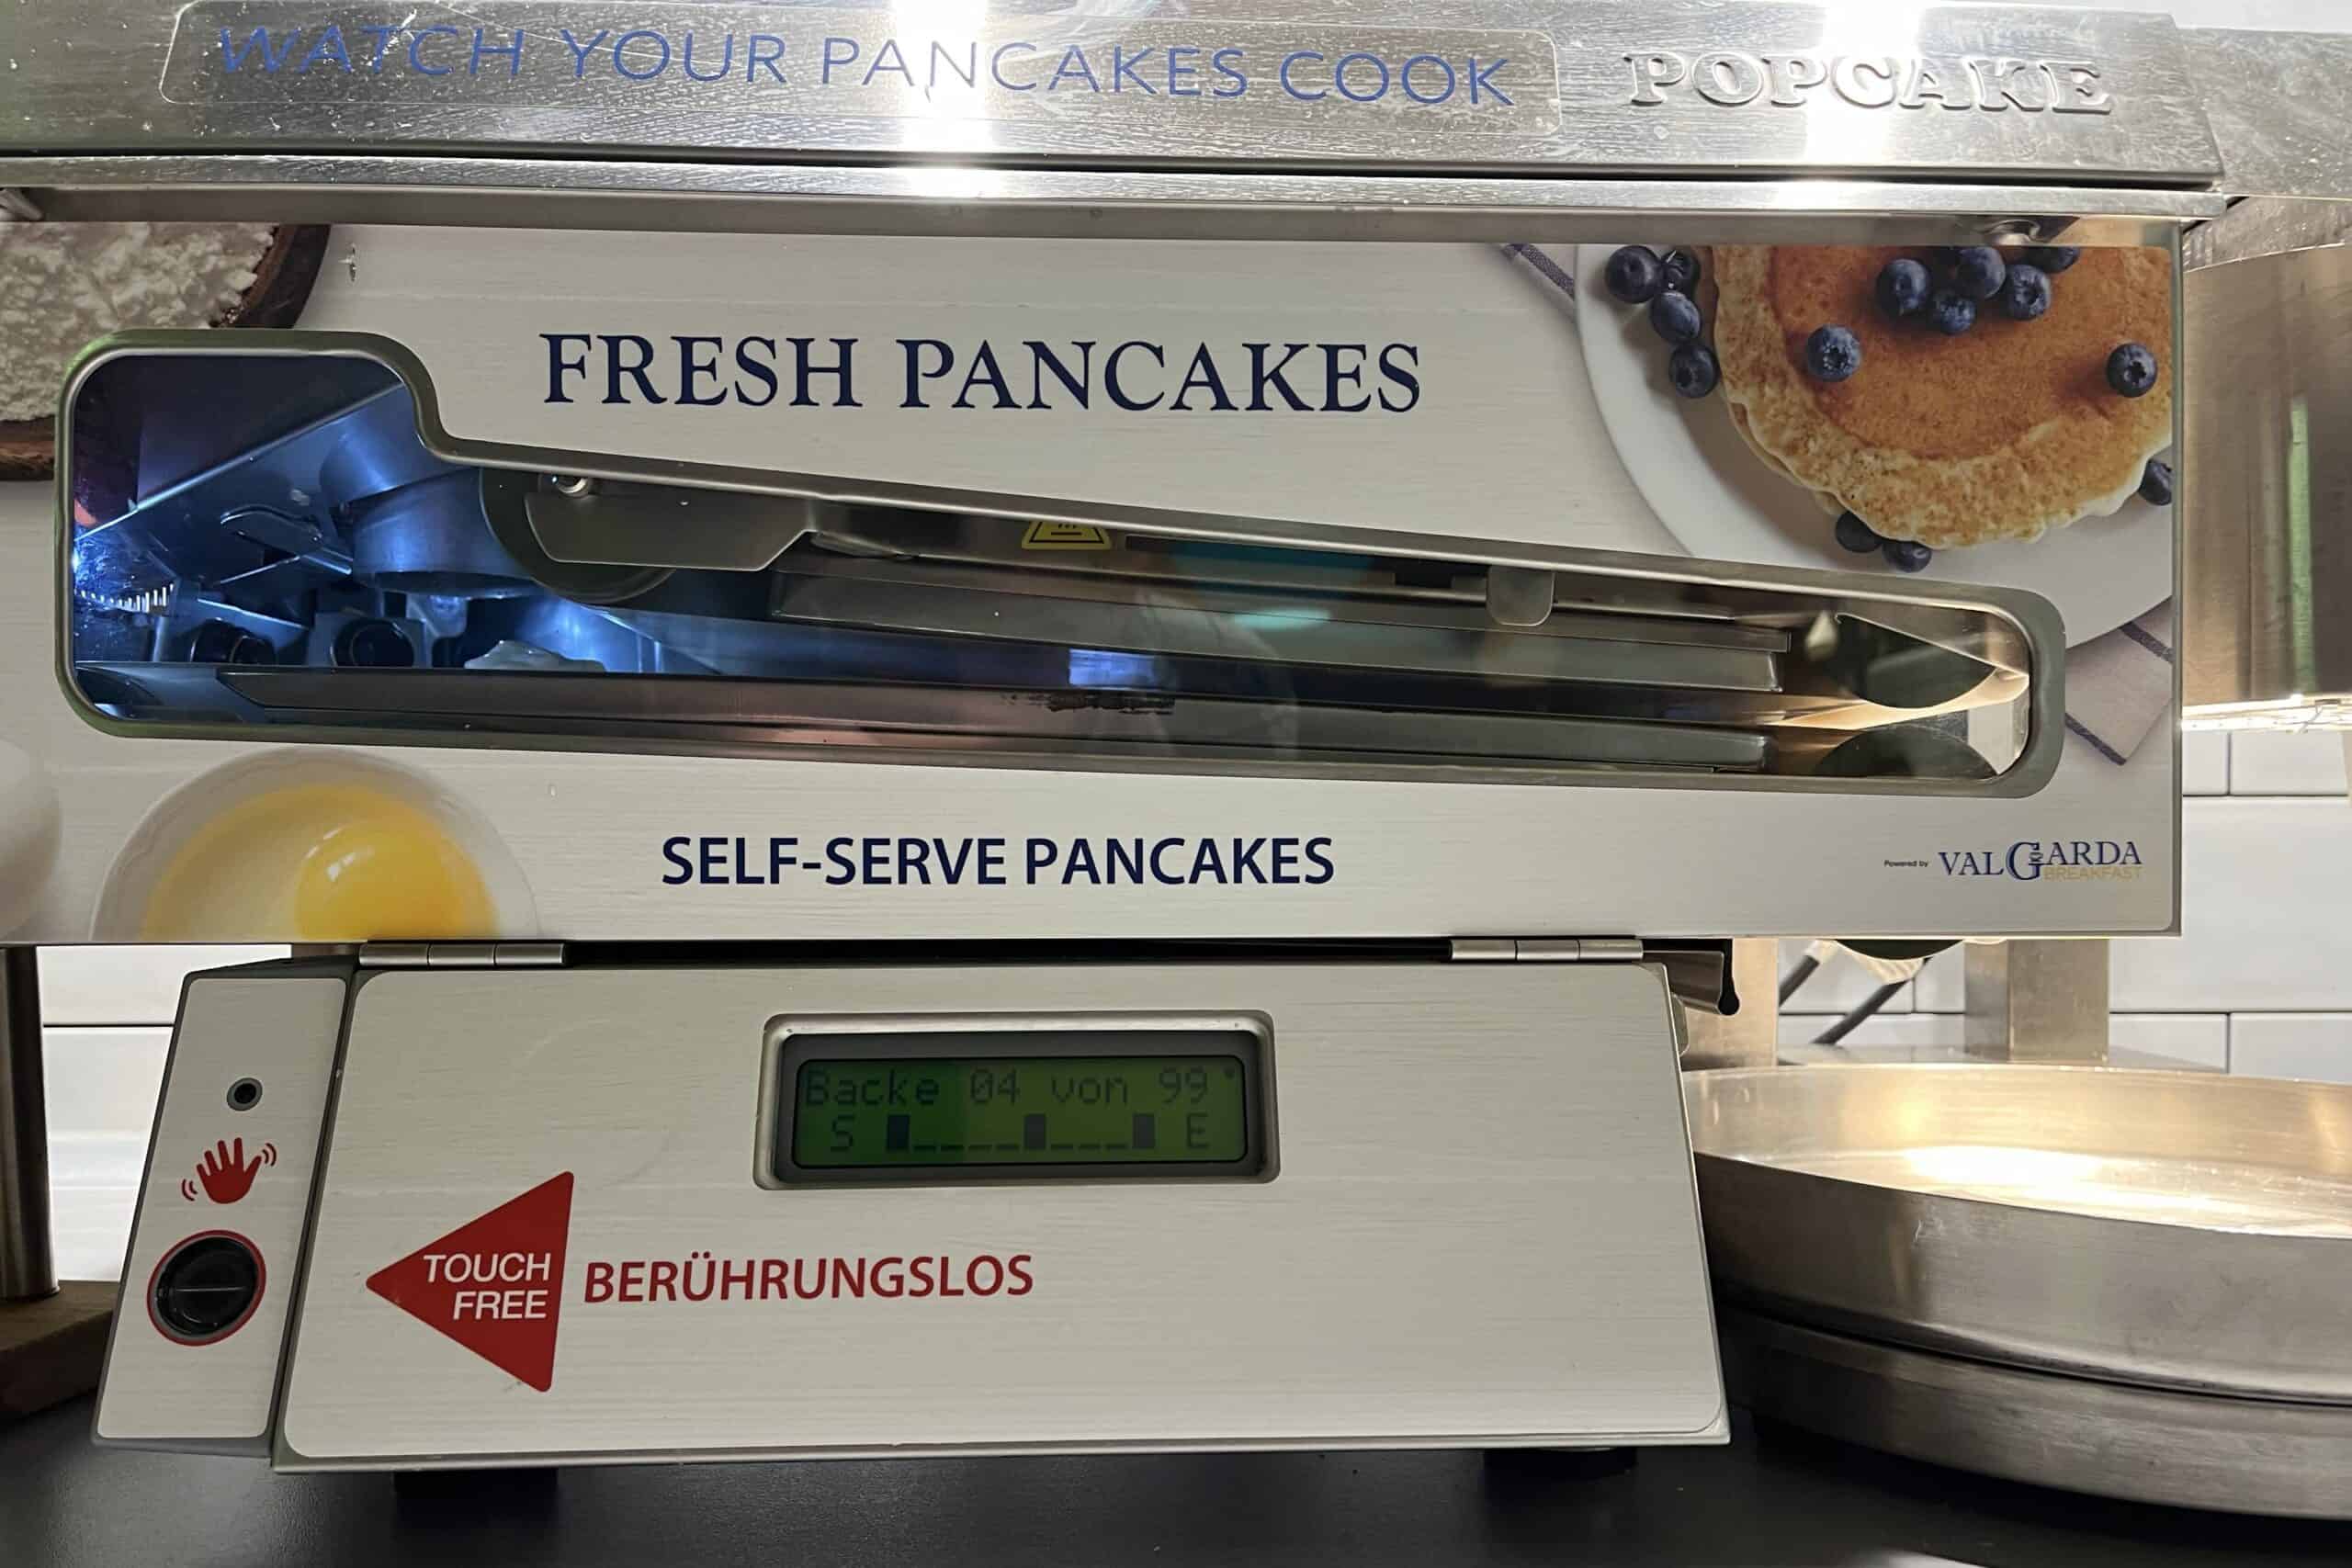 WATCH YOUR PANCAKES COOK
POPCAKE
FRESH PANCAKES
SELF-SERVE PANCAKES
Powered by VALGARDA
BREAKFAST
Backe 04 von 99
S E
TOUCH
FREE
BERÜHRUNGSLOS